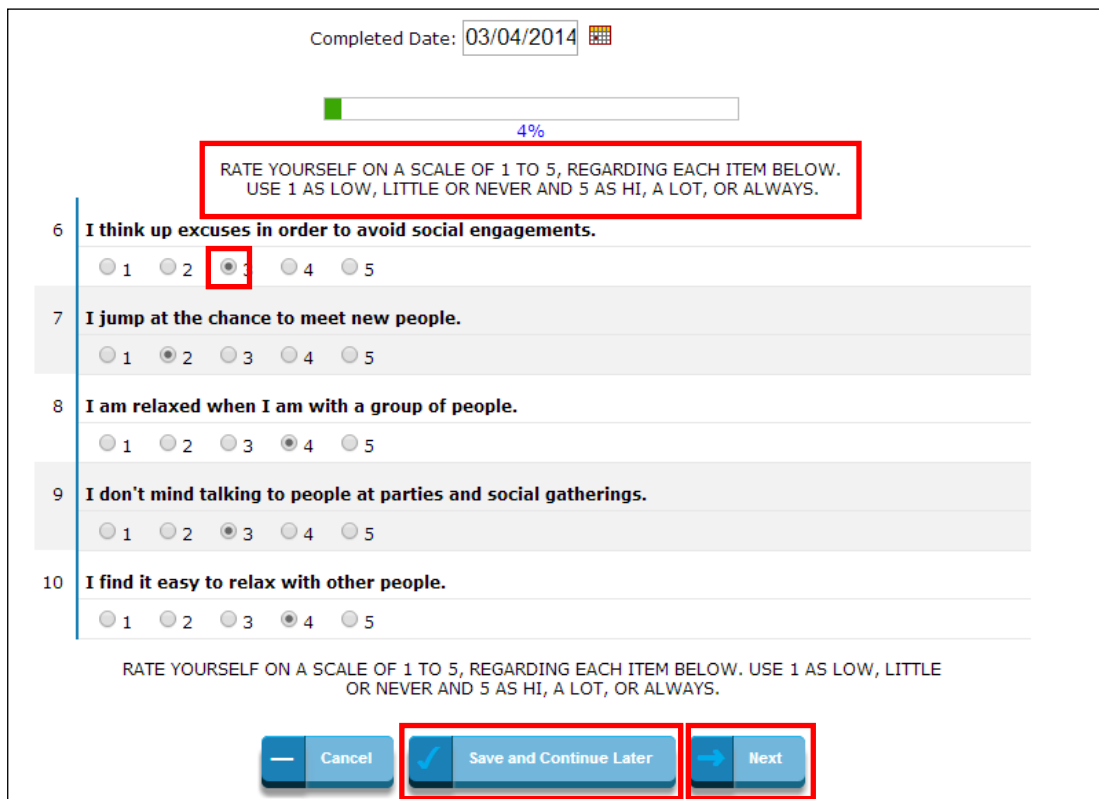 Completed Date: 03/04/2014
4%
RATE YOURSELF ON A SCALE OF 1 TO 5, REGARDING EACH ITEM BELOW.
USE 1 AS LOW, LITTLE OR NEVER AND 5 AS HI, A LOT, OR ALWAYS.
6 I think up excuses in order to avoid social engagements.
1 2 3 4 5
7 I jump at the chance to meet new people.
1 2 3 4 5
8 I am relaxed when I am with a group of people.
1 2 3 4 5
9 I don't mind talking to people at parties and social gatherings.
1 2 3 4 5
10 I find it easy to relax with other people.
1 2 3 4 5
RATE YOURSELF ON A SCALE OF 1 TO 5, REGARDING EACH ITEM BELOW. USE 1 AS LOW, LITTLE
OR NEVER AND 5 AS HI, A LOT, OR ALWAYS.
Cancel Save and Continue Later Next